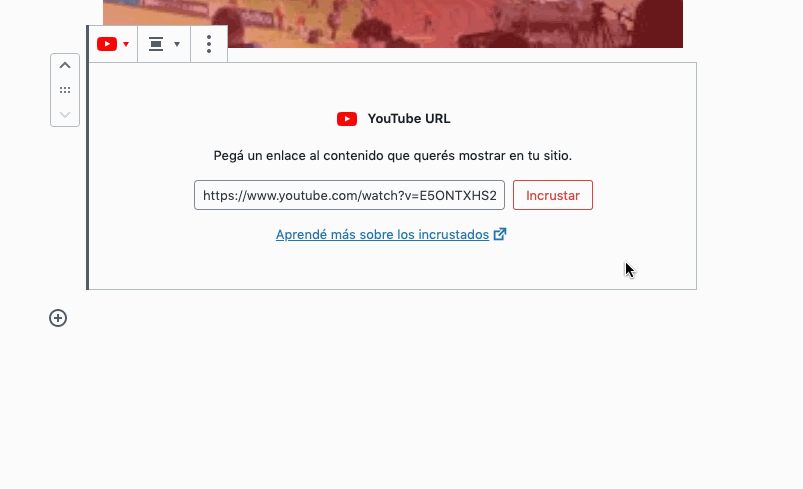 YouTube URL
Pegá un enlace al contenido que querés mostrar en tu sitio.
https://www.youtube.com/watch?v=E5ONTXHS2
Incrustar
Aprendé más sobre los incrustados